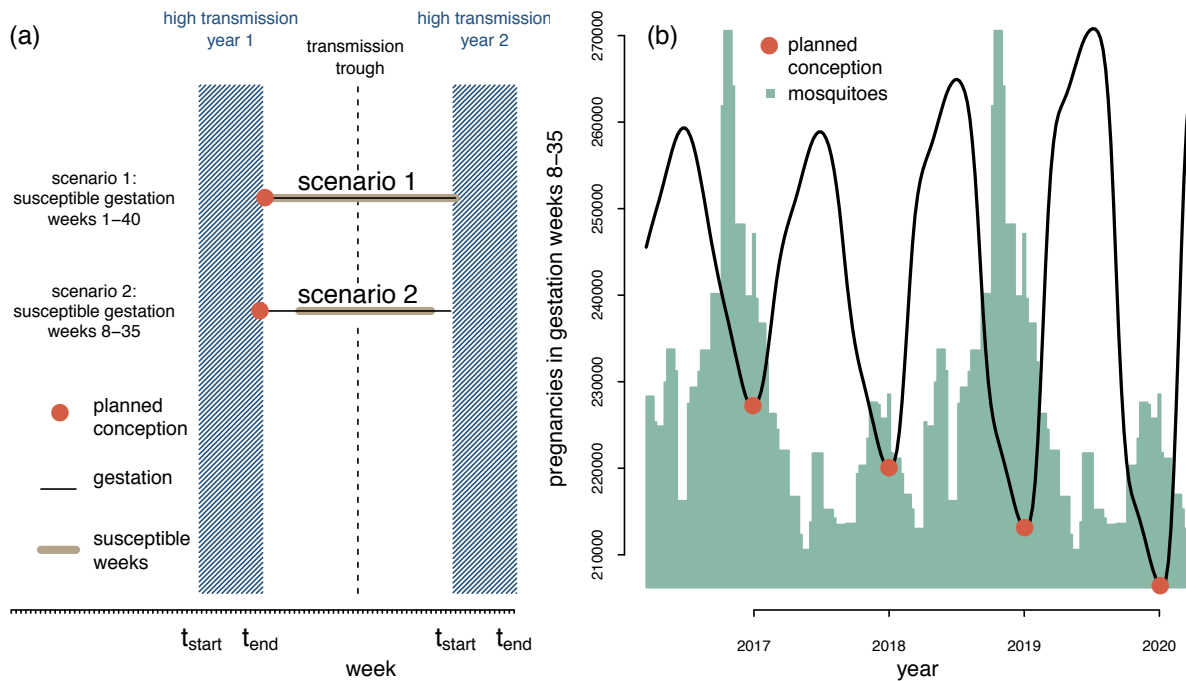 (a)
high transmission
year 1
high transmission
year 2
transmission
trough
scenario 1:
susceptible gestation
weeks 1–40
scenario 1
scenario 2:
susceptible gestation
weeks 8–35
scenario 2
planned
conception
gestation
susceptible
weeks
tstart
tend
tstart
tend
week
(b)
planned
conception
mosquitoes
pregnancies in gestation weeks 8–35
270000
260000
250000
240000
230000
220000
210000
2017
2018
2019
2020
year